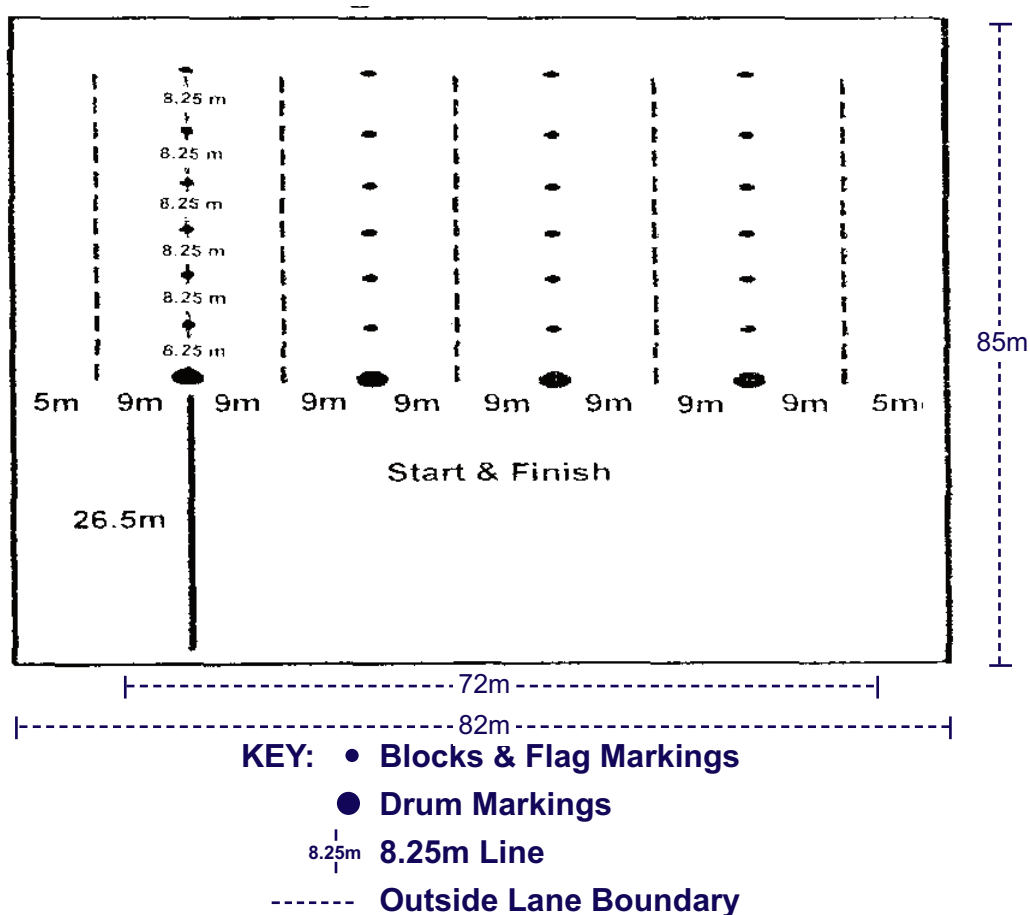 8.25 m
8.25 m
8.25 m
8.25 m
8.25 m
8.25 m
85m
5m 9m 9m 9m 9m 9m 9m 9m 9m 5m
Start & Finish
26.5m
72m
82m
KEY: Blocks & Flag Markings
Drum Markings
8.25m 8.25m Line
Outside Lane Boundary